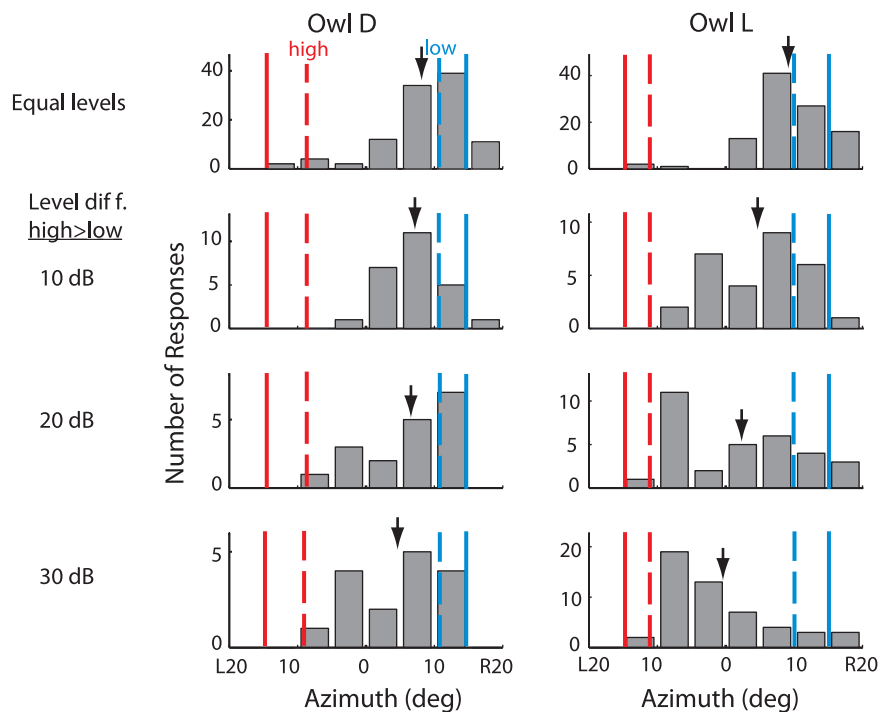 Owl D
Owl L
high
low
Equal levels
40
20
0
40
20
0
Level dif f.
high>low
10 dB
10
5
0
10
5
0
20 dB
5
0
10
5
0
30 dB
5
0
20
10
0
Number of Responses
L20 10 0 10 R20
L20 10 0 10 R20
Azimuth (deg)
Azimuth (deg)